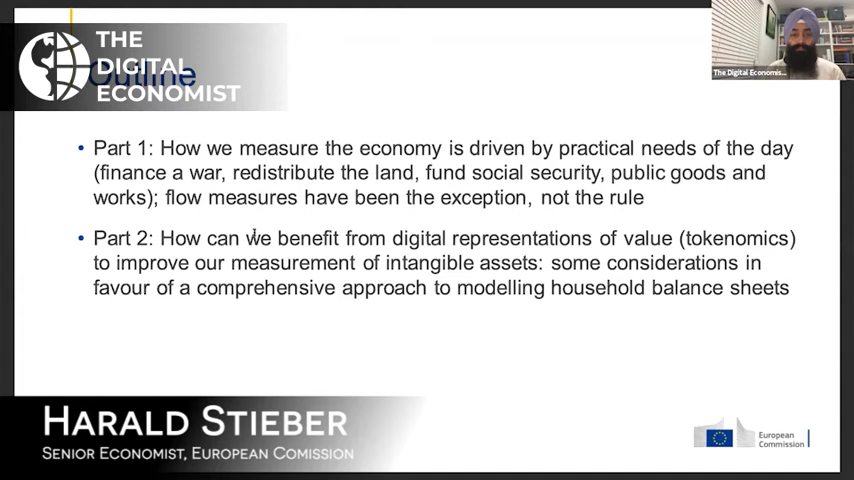 THE
DIGITAL
ECONOMIST
Outline
The Digital Economis...
• Part 1: How we measure the economy is driven by practical needs of the day
(finance a war, redistribute the land, fund social security, public goods and
works); flow measures have been the exception, not the rule
• Part 2: How can we benefit from digital representations of value (tokenomics)
to improve our measurement of intangible assets: some considerations in
favour of a comprehensive approach to modelling household balance sheets
HARALD STIEBER
SENIOR ECONOMIST, EUROPEAN COMISSION
European
Commission